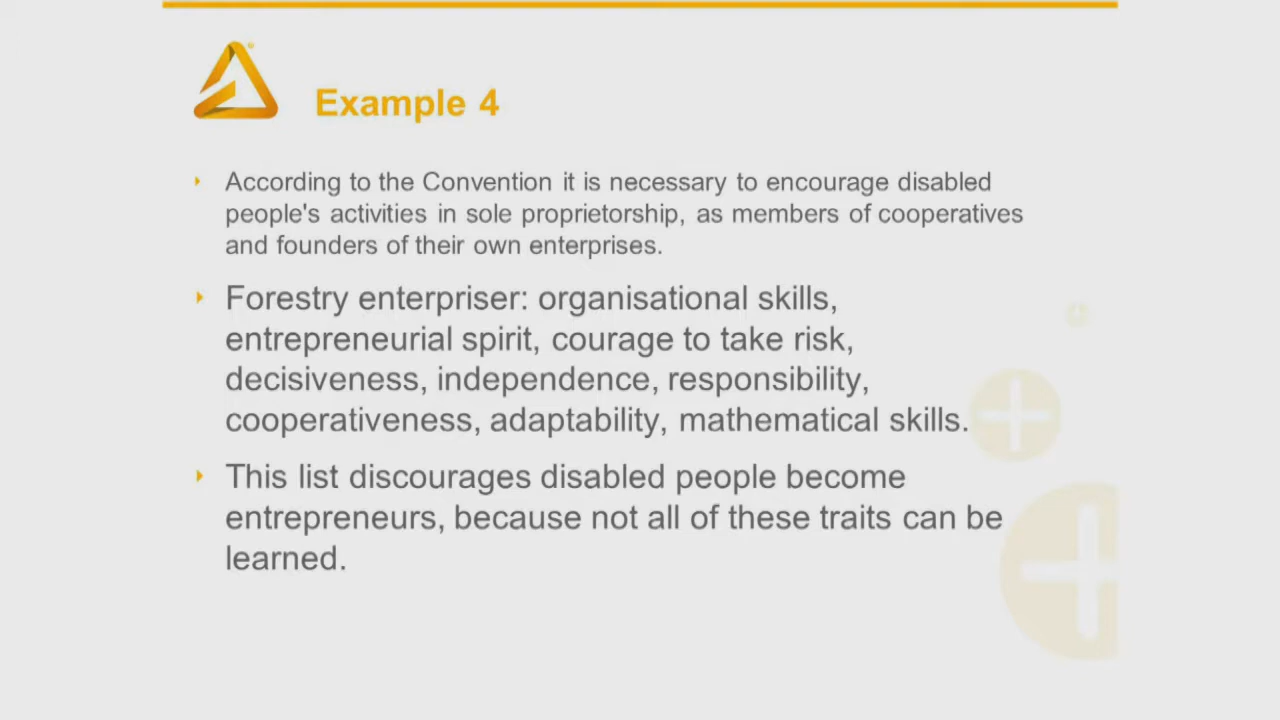 Example 4
According to the Convention it is necessary to encourage disabled
people's activities in sole proprietorship, as members of cooperatives
and founders of their own enterprises.
Forestry enterpriser: organisational skills,
entrepreneurial spirit, courage to take risk,
decisiveness, independence, responsibility,
cooperativeness, adaptability, mathematical skills.
This list discourages disabled people become
entrepreneurs, because not all of these traits can be
learned.